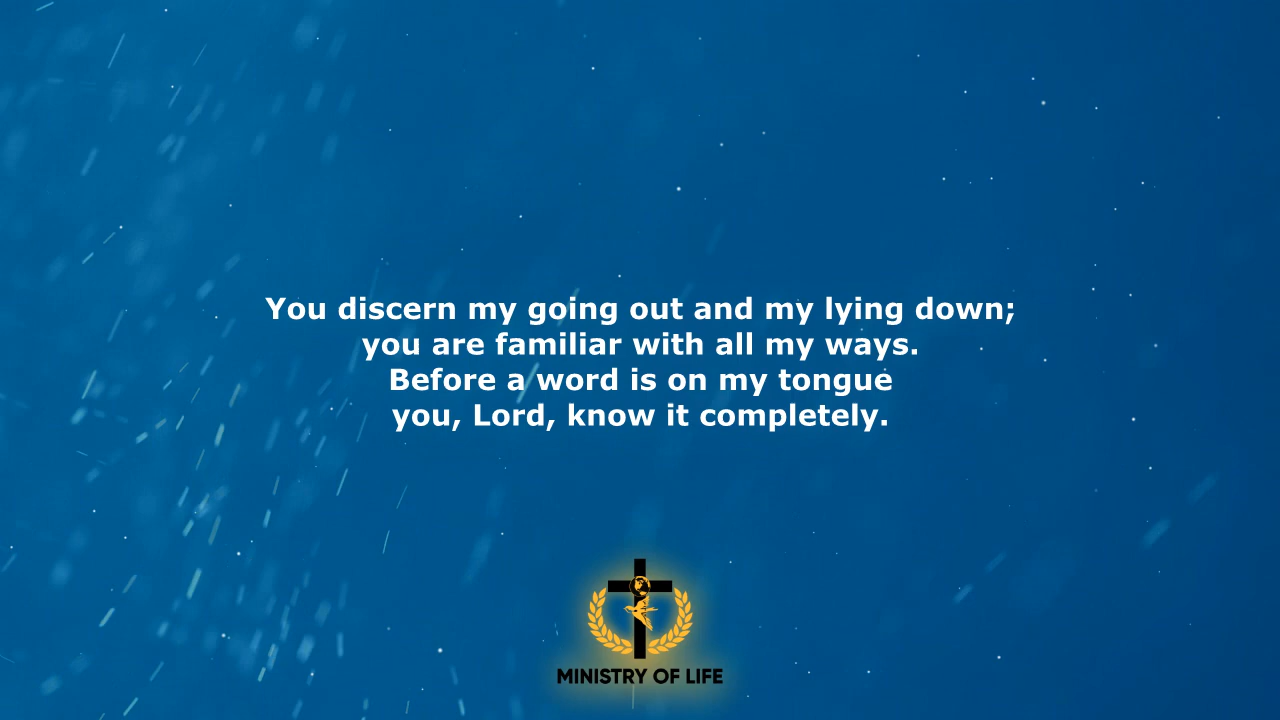 You discern my going out and my lying down;
you are familiar with all my ways.
Before a word is on my tongue
you, Lord, know it completely.
MINISTRY OF LIFE